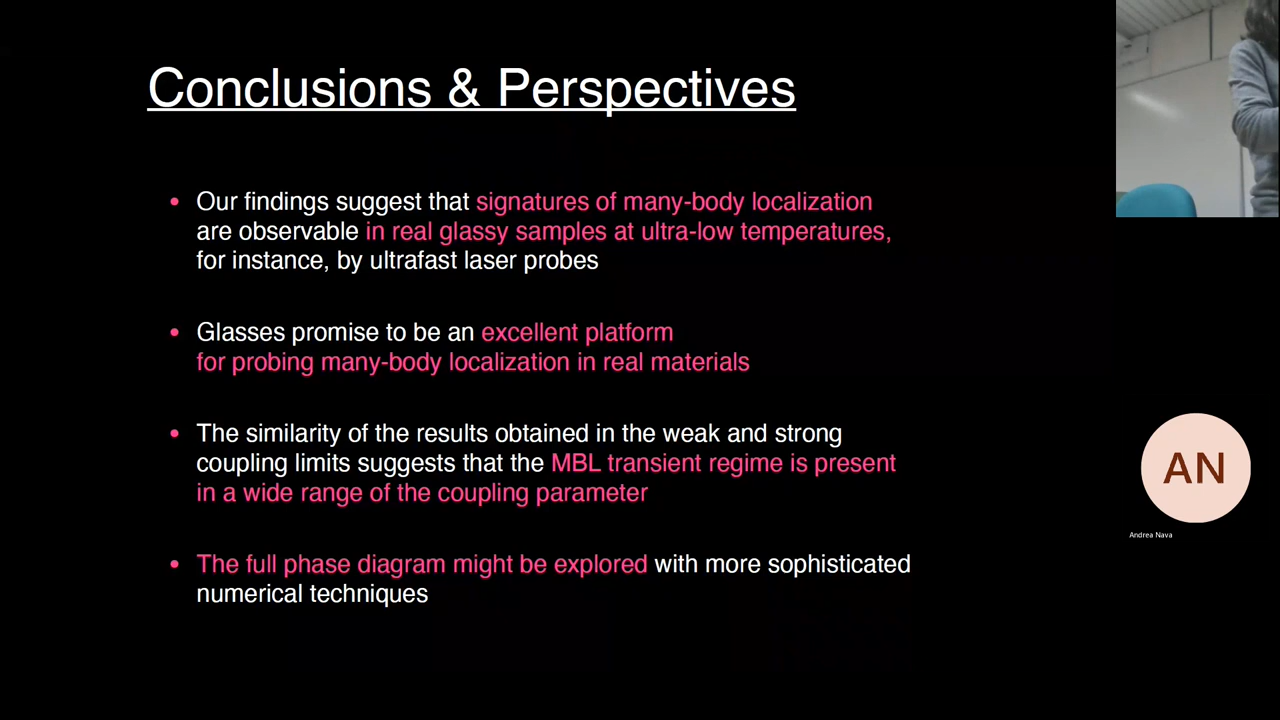 Conclusions & Perspectives
• Our findings suggest that signatures of many-body localization
are observable in real glassy samples at ultra-low temperatures,
for instance, by ultrafast laser probes
• Glasses promise to be an excellent platform
for probing many-body localization in real materials
• The similarity of the results obtained in the weak and strong
coupling limits suggests that the MBL transient regime is present
in a wide range of the coupling parameter
• The full phase diagram might be explored with more sophisticated
numerical techniques
AN
Andrea Nava